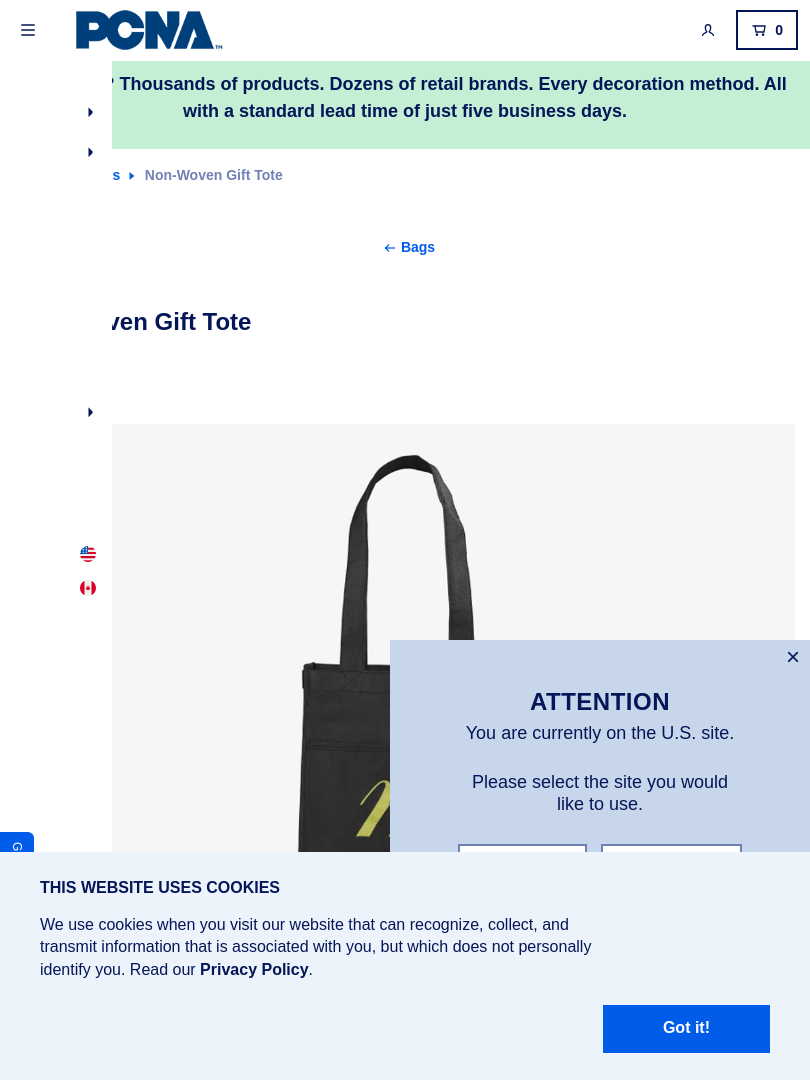 PCNA™
0
? Thousands of products. Dozens of retail brands. Every decoration method. All
with a standard lead time of just five business days.
s Non-Woven Gift Tote
Bags
ven Gift Tote
ATTENTION
You are currently on the U.S. site.
Please select the site you would
like to use.
G
THIS WEBSITE USES COOKIES
We use cookies when you visit our website that can recognize, collect, and
transmit information that is associated with you, but which does not personally
identify you. Read our Privacy Policy.
Got it!